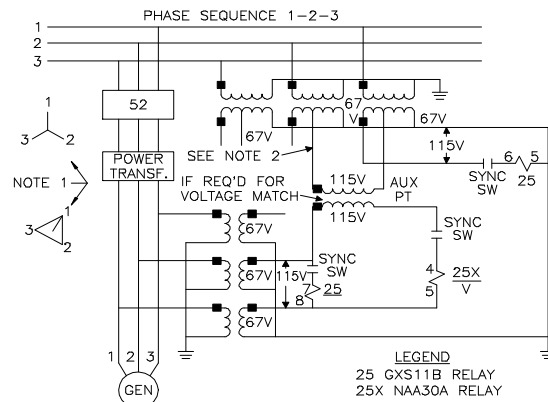 PHASE SEQUENCE 1-2-3
1
2
3
52
1
3 2
POWER
TRANSF.
NOTE 1
1
3
2
67V
67
V
67V
SEE NOTE 2
115V
6 5
SYNC
SW
25
IF REQ'D FOR
VOLTAGE MATCH
115V
115V
AUX
PT
67V
67V
67V
115V
SYNC
SW
7
8
25
SYNC
SW
4
5
25X
V
1 2 3
GEN
LEGEND
25 GXS11B RELAY
25X NAA30A RELAY